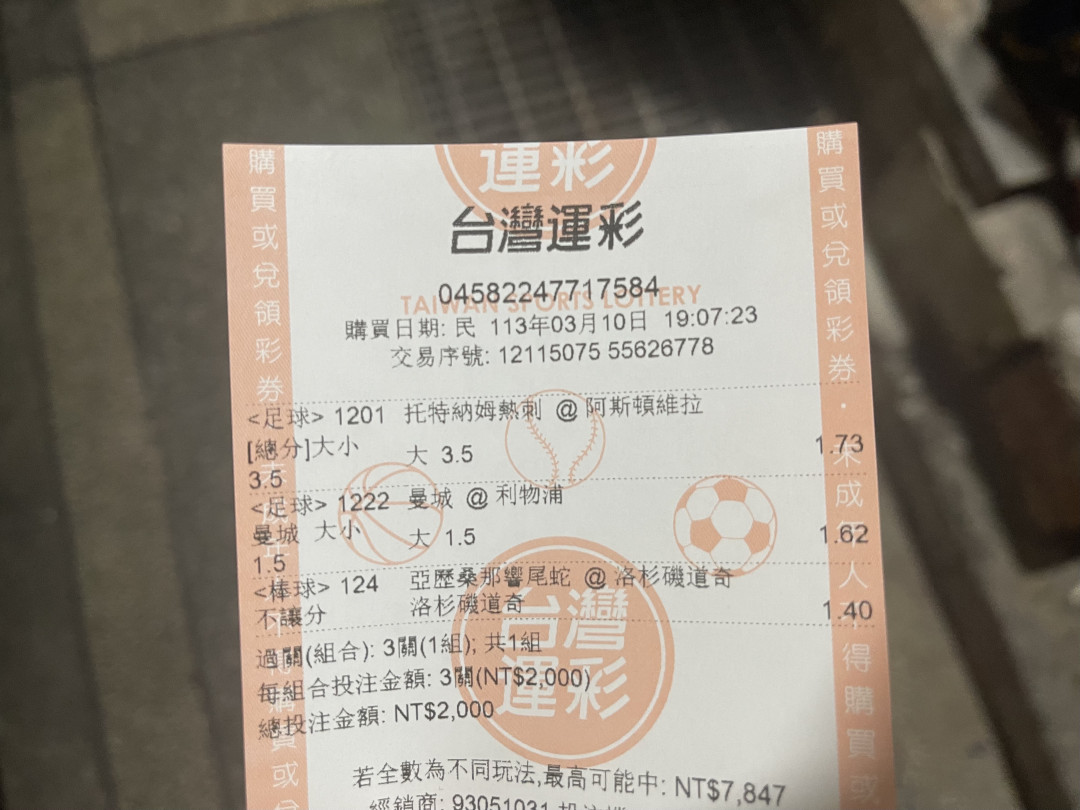 運彩
台灣運彩
04582247717584
TAIWAN SPORTS LOTTERY
購買日期: 民 113年03月10日 19:07:23
交易序號: 12115075 55626778
<足球> 1201 托特納姆熱刺 @ 阿斯頓維拉
[總分]大小 大 3.5 1.73
3.5
<足球> 1222 曼城 @ 利物浦
曼城 大小 大 1.5 1.62
1.5
<棒球> 124 亞歷桑那響尾蛇 @ 洛杉磯道奇
不讓分 洛杉磯道奇 1.40
過關(組合): 3關(1組); 共1組
每組合投注金額: 3關(NT$2,000)
總投注金額: NT$2,000
若全數為不同玩法,最高可能中: NT$7,847
經銷商: 93051031 投注機
台灣運彩
購買或兌領彩券
購買或兌領彩券・未成年人不得購買或